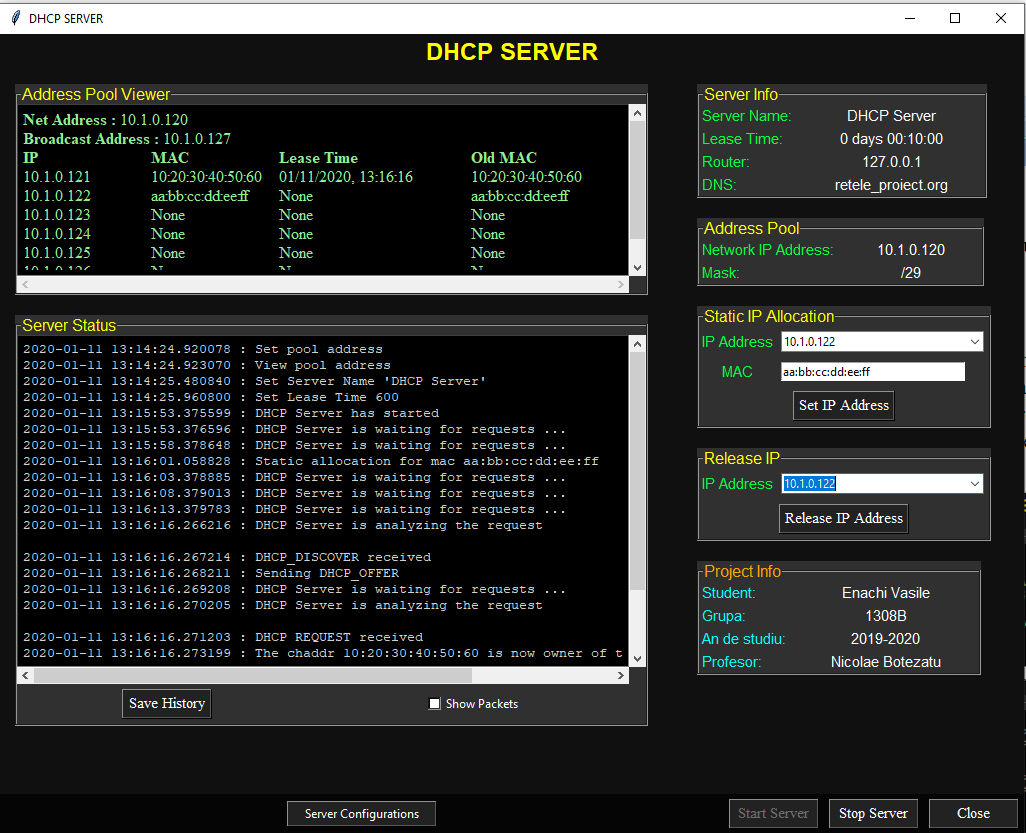 DHCP SERVER
DHCP SERVER
Address Pool Viewer
Net Address : 10.1.0.120
Broadcast Address : 10.1.0.127
IP MAC Lease Time Old MAC
10.1.0.121 10:20:30:40:50:60 01/11/2020, 13:16:16 10:20:30:40:50:60
10.1.0.122 aa:bb:cc:dd:ee:ff None aa:bb:cc:dd:ee:ff
10.1.0.123 None None None
10.1.0.124 None None None
10.1.0.125 None None None
Server Status
2020-01-11 13:14:24.920078 : Set pool address
2020-01-11 13:14:24.923070 : View pool address
2020-01-11 13:14:25.480840 : Set Server Name 'DHCP Server'
2020-01-11 13:14:25.960800 : Set Lease Time 600
2020-01-11 13:15:53.375599 : DHCP Server has started
2020-01-11 13:15:53.376596 : DHCP Server is waiting for requests ...
2020-01-11 13:15:58.378648 : DHCP Server is waiting for requests ...
2020-01-11 13:16:01.058828 : Static allocation for mac aa:bb:cc:dd:ee:ff
2020-01-11 13:16:03.378885 : DHCP Server is waiting for requests ...
2020-01-11 13:16:08.379013 : DHCP Server is waiting for requests ...
2020-01-11 13:16:13.379783 : DHCP Server is waiting for requests ...
2020-01-11 13:16:16.266216 : DHCP Server is analyzing the request
2020-01-11 13:16:16.267214 : DHCP_DISCOVER received
2020-01-11 13:16:16.268211 : Sending DHCP_OFFER
2020-01-11 13:16:16.269208 : DHCP Server is waiting for requests ...
2020-01-11 13:16:16.270205 : DHCP Server is analyzing the request
2020-01-11 13:16:16.271203 : DHCP REQUEST received
2020-01-11 13:16:16.273199 : The chaddr 10:20:30:40:50:60 is now owner of t
Save History
Show Packets
Server Info
Server Name: DHCP Server
Lease Time: 0 days 00:10:00
Router: 127.0.0.1
DNS: retele_proiect.org
Address Pool
Network IP Address: 10.1.0.120
Mask: /29
Static IP Allocation
IP Address 10.1.0.122
MAC aa:bb:cc:dd:ee:ff
Set IP Address
Release IP
IP Address 10.1.0.122
Release IP Address
Project Info
Student: Enachi Vasile
Grupa: 1308B
An de studiu: 2019-2020
Profesor: Nicolae Botezatu
Server Configurations
Start Server
Stop Server
Close